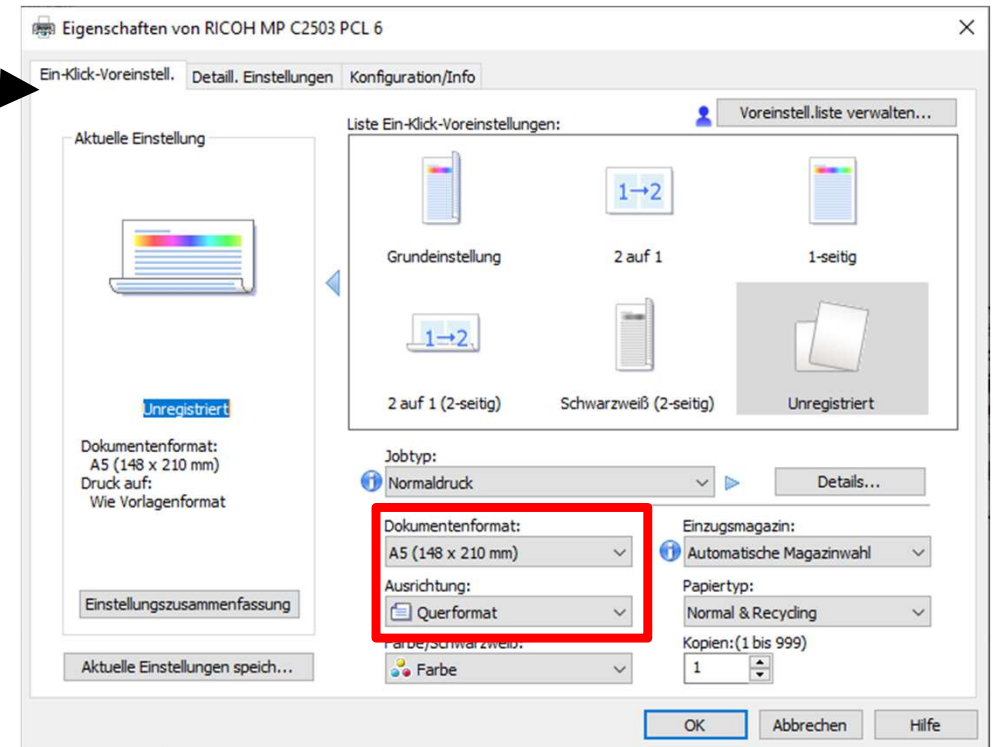 Eigenschaften von RICOH MP C2503 PCL 6
Ein-Klick-Voreinstell.
Detaill. Einstellungen
Konfiguration/Info
Aktuelle Einstellung
Unregistriert
Dokumentenformat:
A5 (148 x 210 mm)
Druck auf:
Wie Vorlagenformat
Einstellungszusammenfassung
Aktuelle Einstellungen speich...
Liste Ein-Klick-Voreinstellungen:
Voreinstell.liste verwalten...
Grundeinstellung
1→2
2 auf 1
1-seitig
1→2
2 auf 1 (2-seitig)
Schwarzweiß (2-seitig)
Unregistriert
Jobtyp:
Normaldruck
Details...
Dokumentenformat:
A5 (148 x 210 mm)
Ausrichtung:
Querformat
Farbe/Schwarzweiß:
Farbe
Einzugsmagazin:
Automatische Magazinwahl
Papiertyp:
Normal & Recycling
Kopien:(1 bis 999)
1
OK
Abbrechen
Hilfe